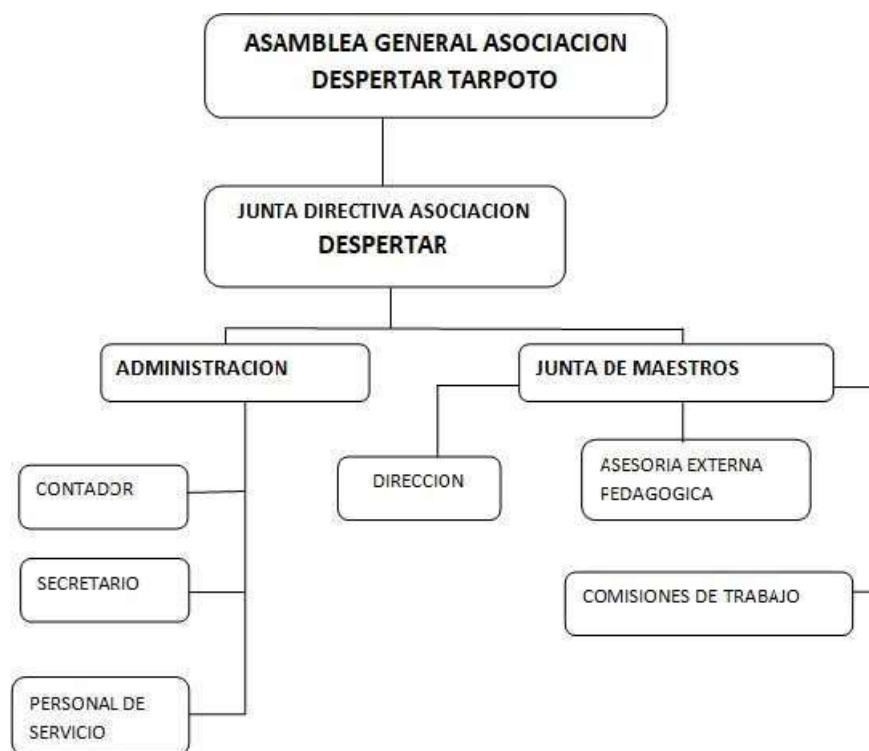 ASAMBLEA GENERAL ASOCIACION
DESPERTAR TARPOTO
JUNTA DIRECTIVA ASOCIACION
DESPERTAR
ADMINISTRACION
JUNTA DE MAESTROS
DIRECCION
ASESORIA EXTERNA
FEDAGOGICA
CONTADOR
SECRETARIO
COMISIONES DE TRABAJO
PERSONAL DE
SERVICIO